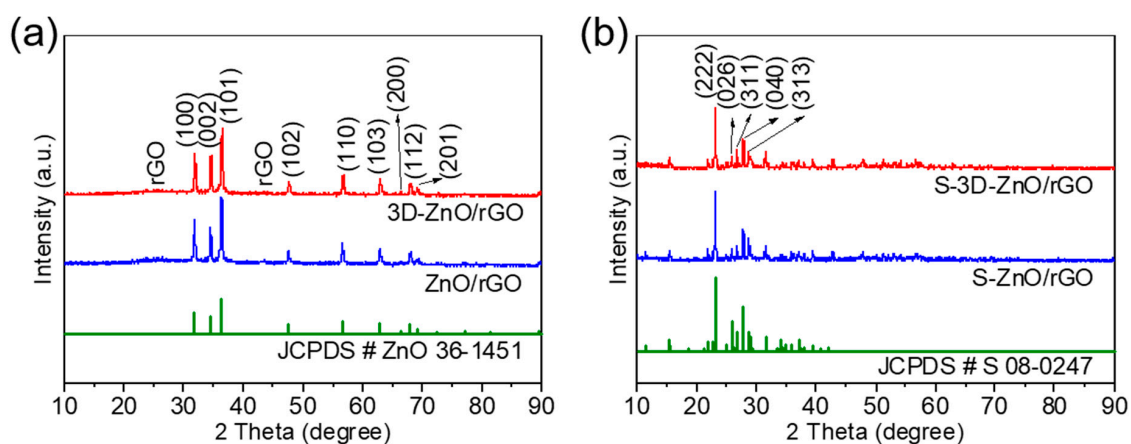 (a)
Intensity (a.u.)
rGO
(100)
(002)
(101)
rGO
(102)
(110)
(103)
(200)
(112)
(201)
3D-ZnO/rGO
ZnO/rGO
JCPDS # ZnO 36-1451
10 20 30 40 50 60 70 80 90
2 Theta (degree)
(b)
Intensity (a.u.)
(222)
(026)
(311)
(040)
(313)
S-3D-ZnO/rGO
S-ZnO/rGO
JCPDS # S 08-0247
10 20 30 40 50 60 70 80 90
2 Theta (degree)